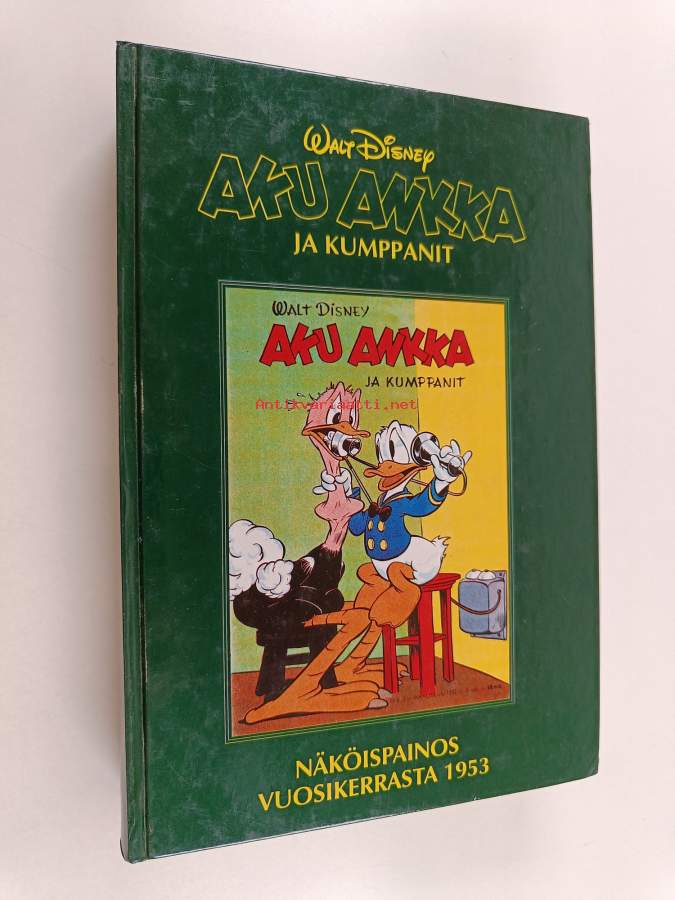 WALT DISNEY
AKU ANKKA
JA KUMPPANIT
WALT DISNEY
AKU ANKKA
JA KUMPPANIT
Antikvariaatti.net
NÄKÖISPAINOS
VUOSIKERRASTA 1953